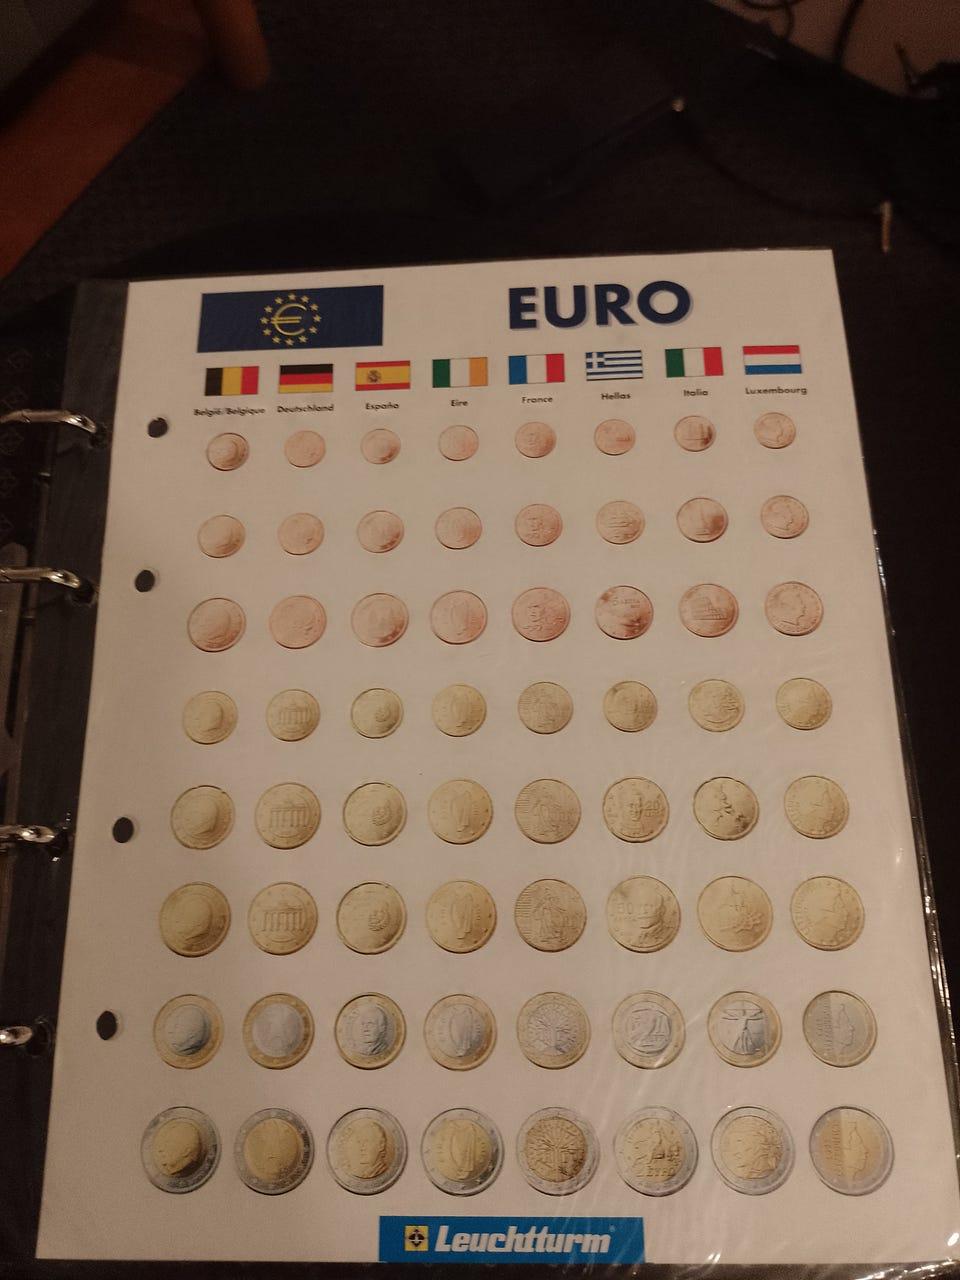 EURO
België/Belgique Deutschland España Eire France Hellas Italia Luxembourg
Leuchtturm